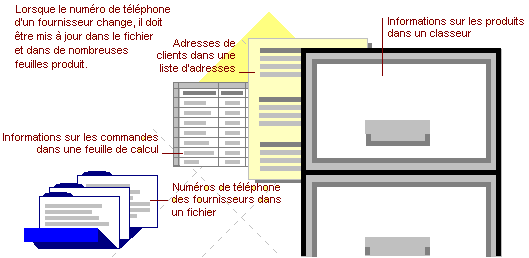 Lorsque le numéro de téléphone
d'un fournisseur change, il doit
être mis à jour dans le fichier
et dans de nombreuses
feuilles produit.
Adresses de
clients dans une
liste d'adresses
Informations sur les produits
dans un classeur
Informations sur les commandes
dans une feuille de calcul
Numéros de téléphone
des fournisseurs dans
un fichier